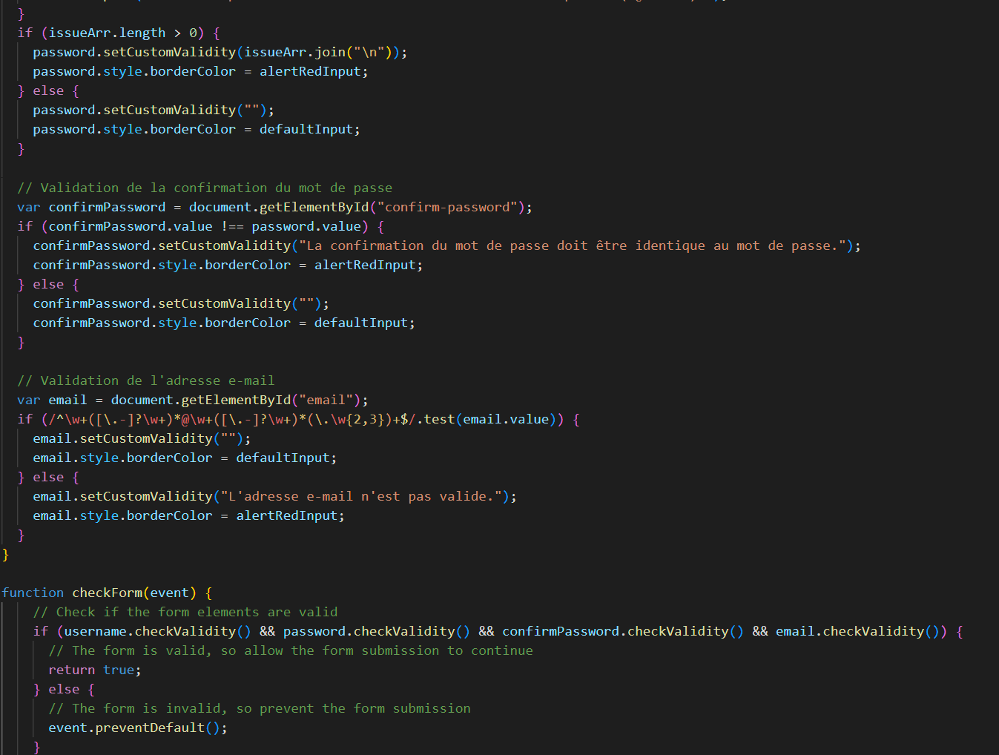 }
if (issueArr.length > 0) {
password.setCustomValidity(issueArr.join("\n"));
password.style.borderColor = alertRedInput;
} else {
password.setCustomValidity("");
password.style.borderColor = defaultInput;
}
// Validation de la confirmation du mot de passe
var confirmPassword = document.getElementById("confirm-password");
if (confirmPassword.value !== password.value) {
confirmPassword.setCustomValidity("La confirmation du mot de passe doit être identique au mot de passe.");
confirmPassword.style.borderColor = alertRedInput;
} else {
confirmPassword.setCustomValidity("");
confirmPassword.style.borderColor = defaultInput;
}
// Validation de l'adresse e-mail
var email = document.getElementById("email");
if (/^\w+([\.-]?\w+)*@\w+([\.-]?\w+)*(\.\w{2,3})+$/.test(email.value)) {
email.setCustomValidity("");
email.style.borderColor = defaultInput;
} else {
email.setCustomValidity("L'adresse e-mail n'est pas valide.");
email.style.borderColor = alertRedInput;
}
}
function checkForm(event) {
// Check if the form elements are valid
if (username.checkValidity() && password.checkValidity() && confirmPassword.checkValidity() && email.checkValidity()) {
// The form is valid, so allow the form submission to continue
return true;
} else {
// The form is invalid, so prevent the form submission
event.preventDefault();
}